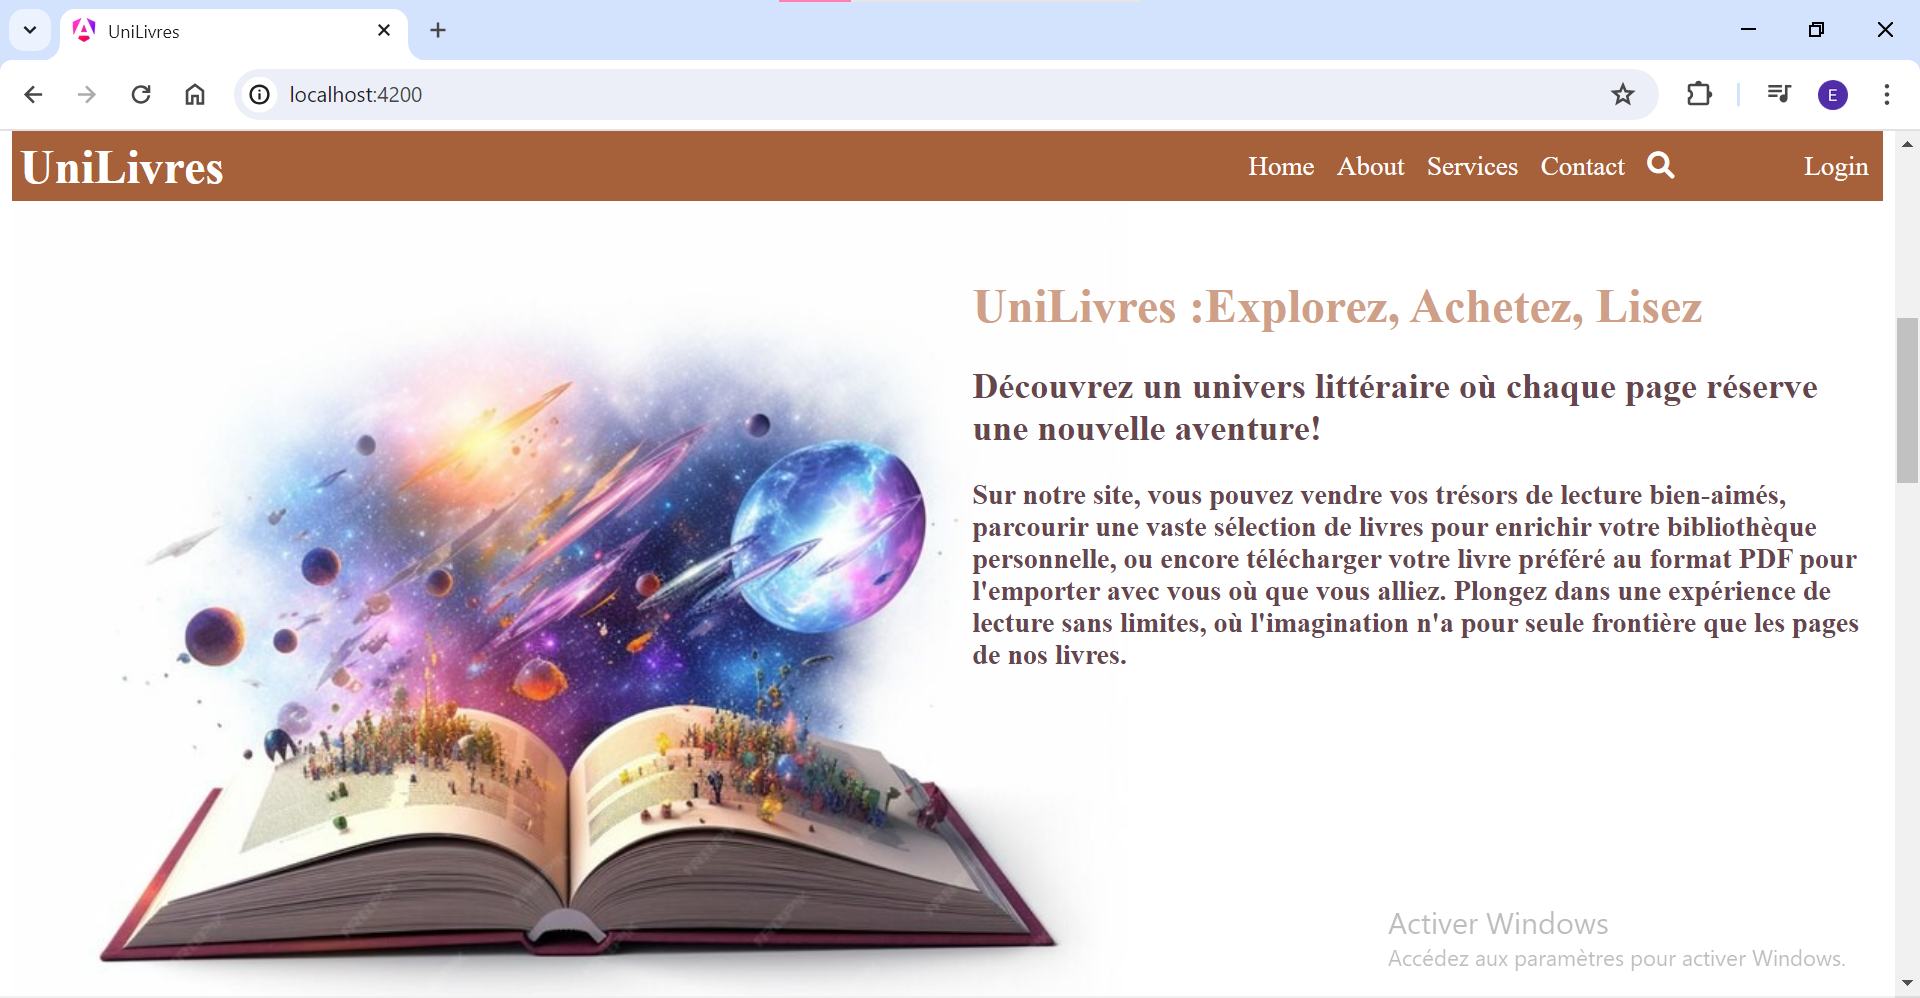 UniLivres
localhost:4200
E
UniLivres
Home About Services Contact Login
UniLivres :Explorez, Achetez, Lisez
Découvrez un univers littéraire où chaque page réserve
une nouvelle aventure!
Sur notre site, vous pouvez vendre vos trésors de lecture bien-aimés,
parcourir une vaste sélection de livres pour enrichir votre bibliothèque
personnelle, ou encore télécharger votre livre préféré au format PDF pour
l'emporter avec vous où que vous alliez. Plongez dans une expérience de
lecture sans limites, où l'imagination n'a pour seule frontière que les pages
de nos livres.
Activer Windows
Accédez aux paramètres pour activer Windows.